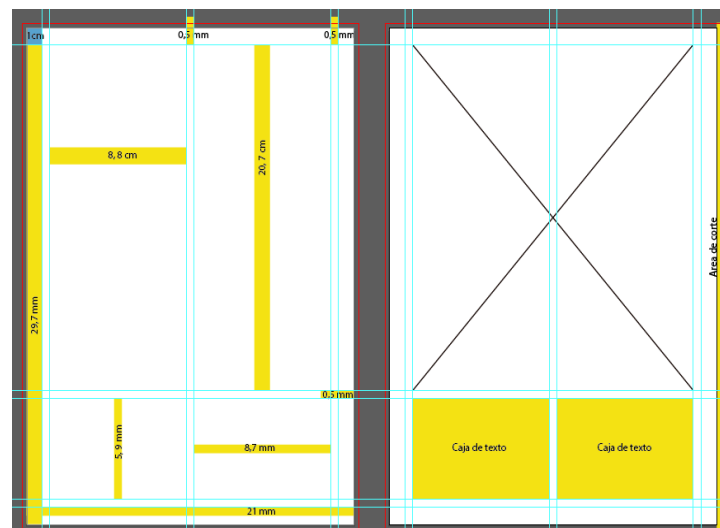 1cm
0,5 mm
0,5 mm
8, 8 cm
20, 7 cm
29,7 mm
0.5 mm
5, 9 mm
8,7 mm
21 mm
Area de corte
Caja de texto
Caja de texto